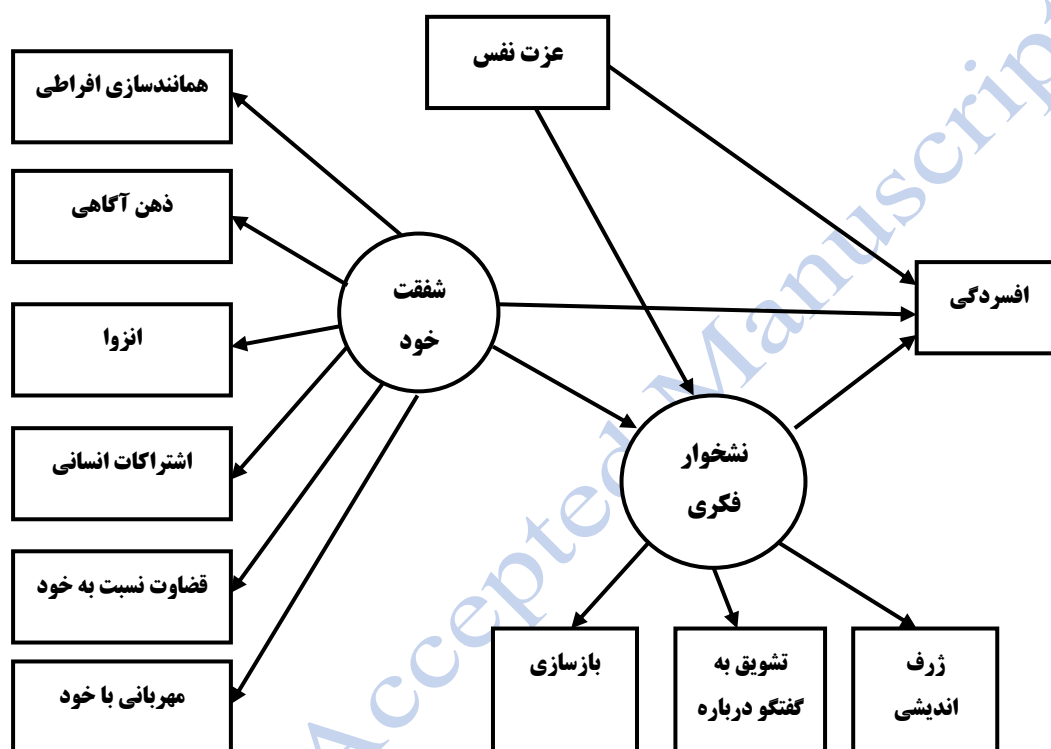 عزت نفس
همانندسازی افراطی
ذهن آگاهی
افسردگی
شفقت
خود
انزوا
اشتراکات انسانی
نشخوار
فکری
قضاوت نسبت به خود
مهربانی با خود
ژرف
اندیشی
تشویق به
گفتگو درباره
بازسازی
Accepted Manuscript